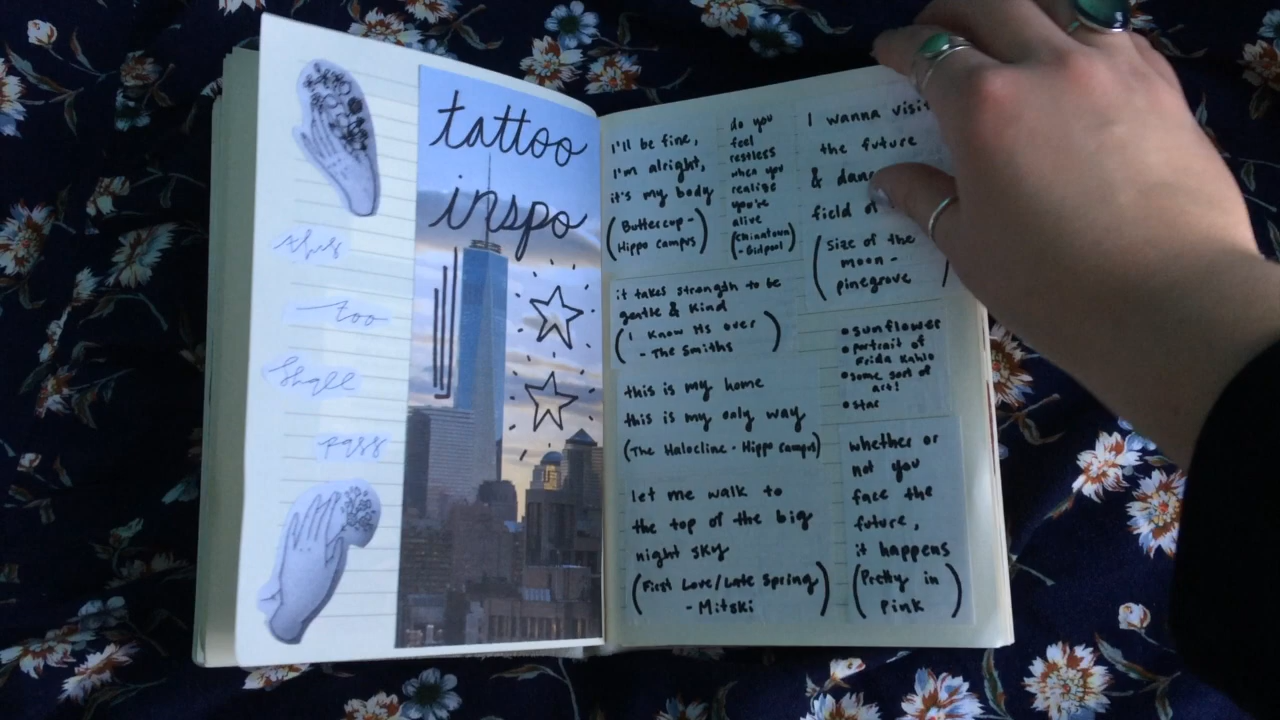 this
too
shall
pass
tattoo
inspo
I'll be fine,
I'm alright,
it's my body
(Buttercup -
Hippo Campus)
do you
feel
restless
when you
realize
you're
alive
(Chinatown
- Girlpool)
I wanna visit
the future
& danc
field of
(Size of the
moon -
pinegrove)
it takes strength to be
gentle & kind
(I Know It's Over
- The Smiths)
•sunflower
•portrait of
Frida Kahlo
•some sort of
art!
•star
this is my home
this is my only way
(The Halocline - Hippo Campus)
let me walk to
the top of the big
night sky
(First Love/Late Spring)
-Mitski
whether or
not you
face the
future,
it happens
(Pretty in
Pink)